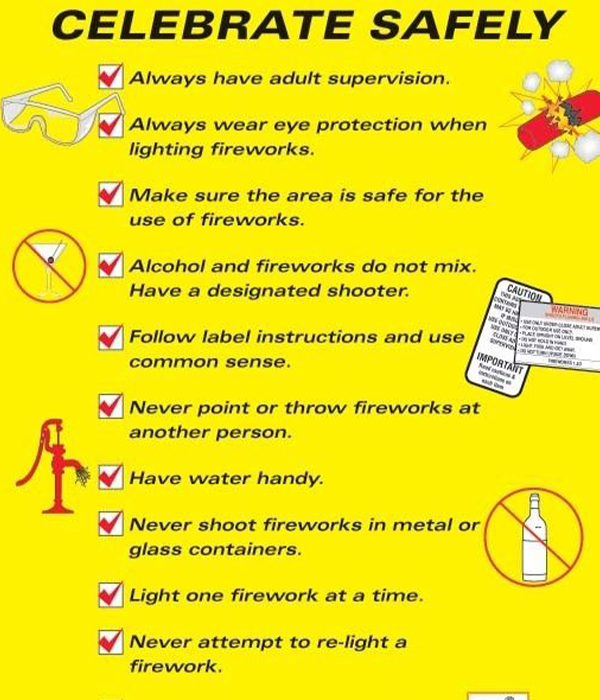 CELEBRATE SAFELY
Always have adult supervision.
Always wear eye protection when
lighting fireworks.
Make sure the area is safe for the
use of fireworks.
Alcohol and fireworks do not mix.
Have a designated shooter.
Follow label instructions and use
common sense.
CAUTION
IMPORTANT
WARNING
Never point or throw fireworks at
another person.
Have water handy.
Never shoot fireworks in metal or
glass containers.
Light one firework at a time.
Never attempt to re-light a
firework.